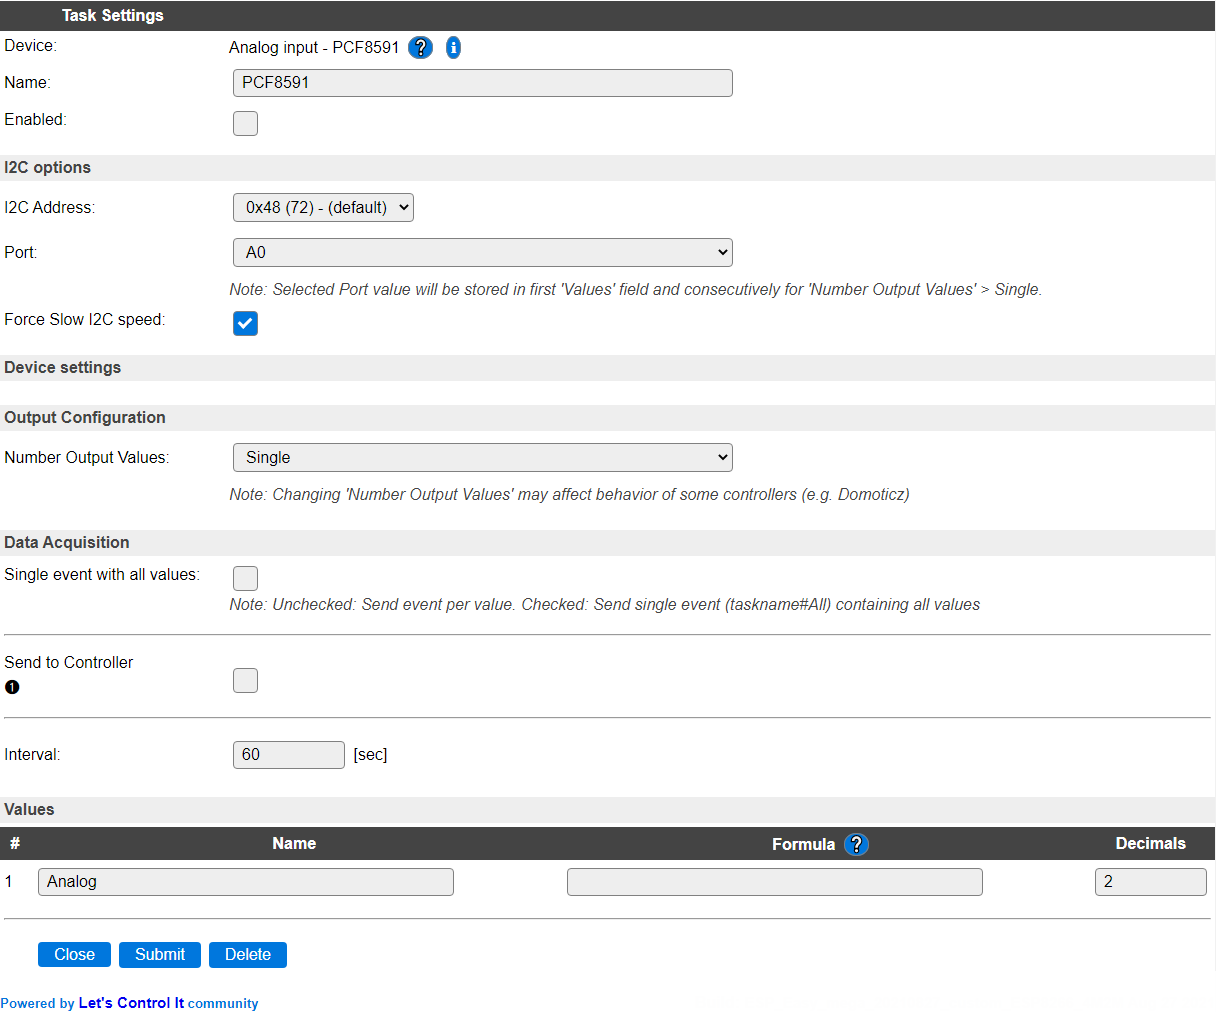 Task Settings
Device: Analog input - PCF8591 ? i
Name: PCF8591
Enabled:
I2C options
I2C Address: 0x48 (72) - (default)
Port: A0
Note: Selected Port value will be stored in first 'Values' field and consecutively for 'Number Output Values' > Single.
Force Slow I2C speed:
Device settings
Output Configuration
Number Output Values: Single
Note: Changing 'Number Output Values' may affect behavior of some controllers (e.g. Domoticz)
Data Acquisition
Single event with all values:
Note: Unchecked: Send event per value. Checked: Send single event (taskname#All) containing all values
Send to Controller
❶
Interval: 60 [sec]
Values
# Name Formula ? Decimals
1 Analog 2
Close Submit Delete
Powered by Let's Control It community